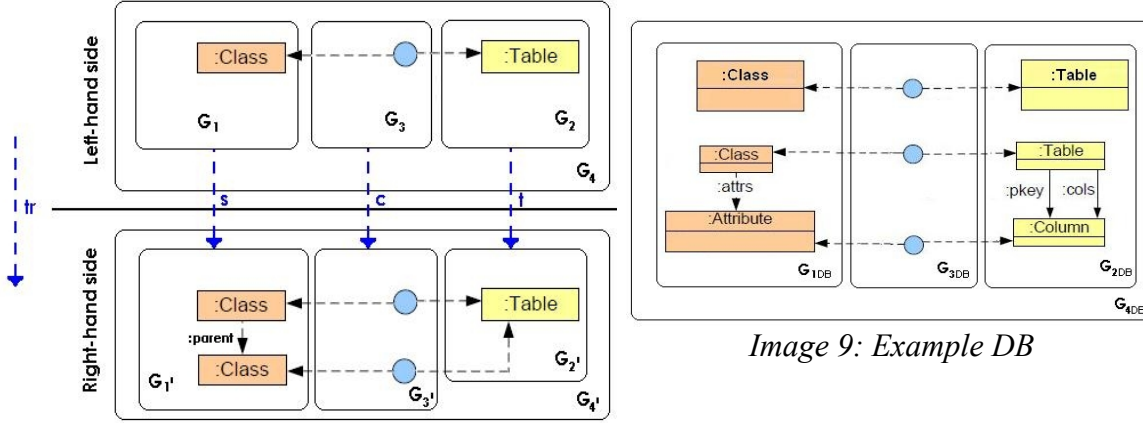 Left-hand side
:Class
:Table
G1
G3
G2
G4
tr
s
c
t
Right-hand side
:Class
:Table
:parent
:Class
G1'
G3'
G2'
G4'
:Class
:Table
:Class
:Table
:attrs
:pkey
:cols
:Attribute
:Column
G1DB
G3DB
G2DB
G4DB
Image 9: Example DB